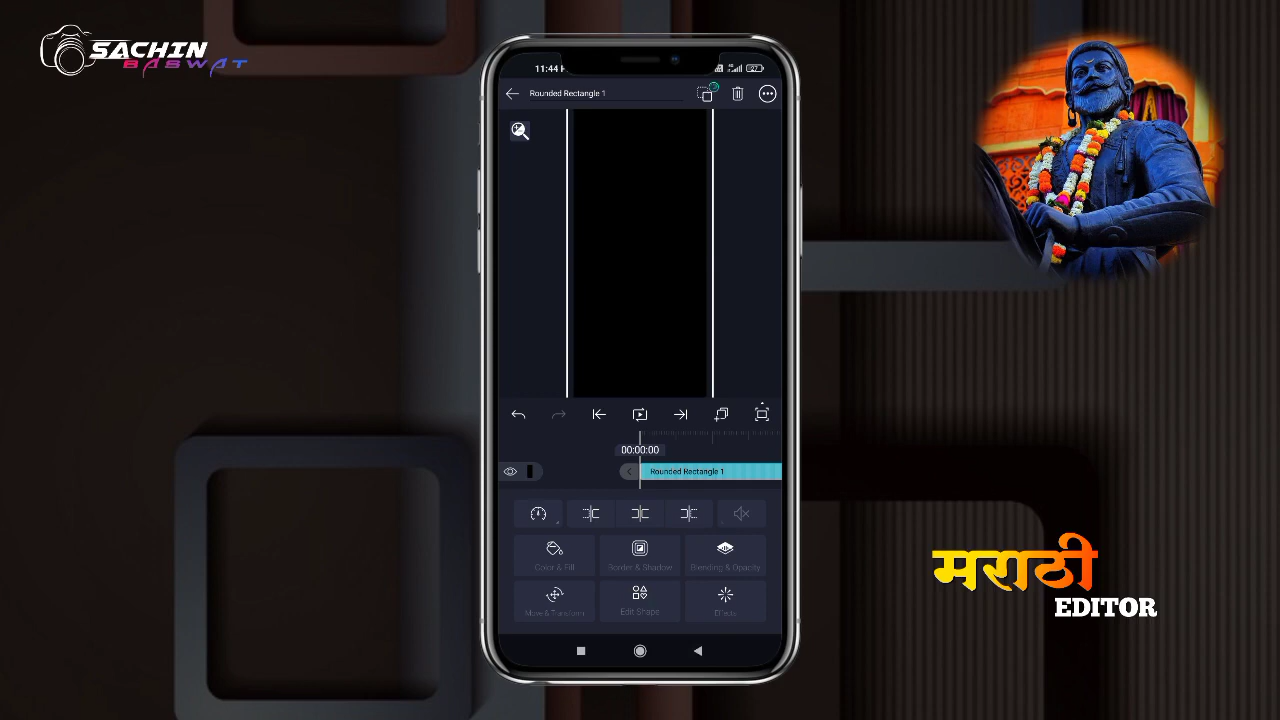 SACHIN
BASWAT
11:44
Rounded Rectangle 1
00:00:00
Rounded Rectangle 1
Color & Fill
Border & Shadow
Blending & Opacity
Move & Transform
Edit Shape
Effects
मराठी
EDITOR